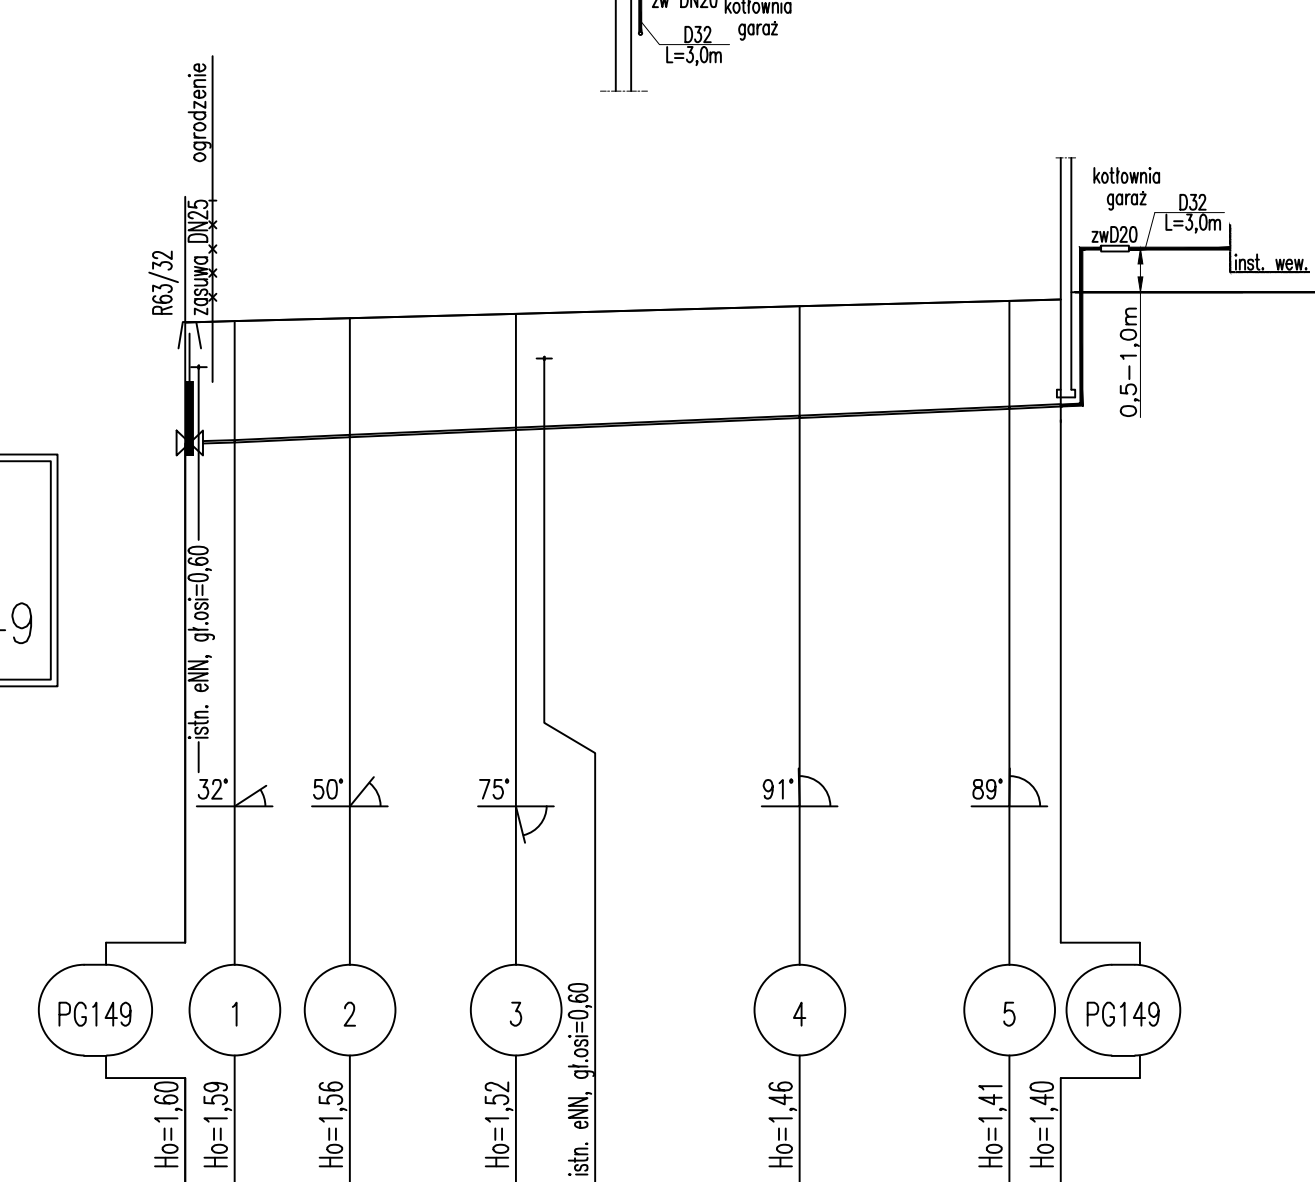 zw DN20 kotłownia
garaż
D32
L=3,0m
ogrodzenie
zasuwa DN25
R63/32
kotłownia
garaż
D32
L=3,0m
zwD20
inst. wew.
0,5-1,0m
-9
istn. eNN, gł.osi=0,60
32°
50°
75°
91°
89°
PG149
1
2
3
4
5
PG149
istn. eNN, gł.osi=0,60
Ho=1,60
Ho=1,59
Ho=1,56
Ho=1,52
Ho=1,46
Ho=1,41
Ho=1,40